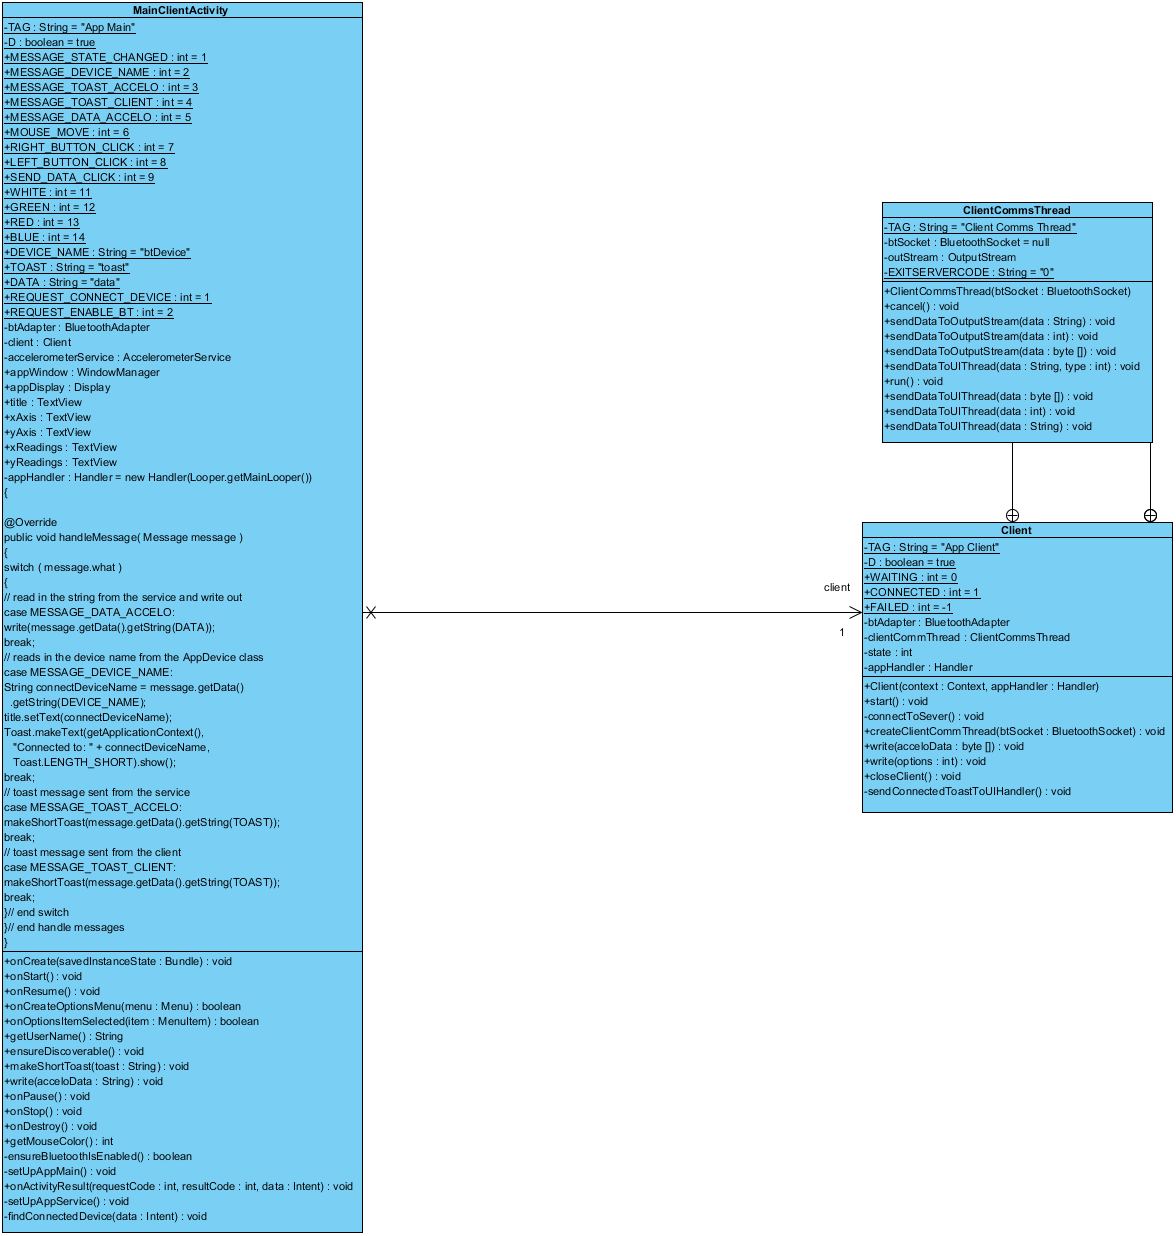 MainClientActivity
-TAG : String = "App Main"
-D : boolean = true
+MESSAGE_STATE_CHANGED : int = 1
+MESSAGE_DEVICE_NAME : int = 2
+MESSAGE_TOAST_ACCELO : int = 3
+MESSAGE_TOAST_CLIENT : int = 4
+MESSAGE_DATA_ACCELO : int = 5
+MOUSE_MOVE : int = 6
+RIGHT_BUTTON_CLICK : int = 7
+LEFT_BUTTON_CLICK : int = 8
+SEND_DATA_CLICK : int = 9
+WHITE : int = 11
+GREEN : int = 12
+RED : int = 13
+BLUE : int = 14
+DEVICE_NAME : String = "btDevice"
+TOAST : String = "toast"
+DATA : String = "data"
+REQUEST_CONNECT_DEVICE : int = 1
+REQUEST_ENABLE_BT : int = 2
-btAdapter : BluetoothAdapter
-client : Client
-accelerometerService : AccelerometerService
+appWindow : WindowManager
+appDisplay : Display
+title : TextView
+xAxis : TextView
+yAxis : TextView
+xReadings : TextView
+yReadings : TextView
-appHandler : Handler = new Handler(Looper.getMainLooper())
{
@Override
public void handleMessage( Message message )
{
switch ( message.what )
{
// read in the string from the service and write out
case MESSAGE_DATA_ACCELO:
write(message.getData().getString(DATA));
break;
// reads in the device name from the AppDevice class
case MESSAGE_DEVICE_NAME:
String connectDeviceName = message.getData()
.getString(DEVICE_NAME);
title.setText(connectDeviceName);
Toast.makeText(getApplicationContext(),
"Connected to: " + connectDeviceName,
Toast.LENGTH_SHORT).show();
break;
// toast message sent from the service
case MESSAGE_TOAST_ACCELO:
makeShortToast(message.getData().getString(TOAST));
break;
// toast message sent from the client
case MESSAGE_TOAST_CLIENT:
makeShortToast(message.getData().getString(TOAST));
break;
}// end switch
}// end handle messages
}
+onCreate(savedInstanceState : Bundle) : void
+onStart() : void
+onResume() : void
+onCreateOptionsMenu(menu : Menu) : boolean
+onOptionsItemSelected(item : MenuItem) : boolean
+getUserName() : String
+ensureDiscoverable() : void
+makeShortToast(toast : String) : void
+write(acceloData : String) : void
+onPause() : void
+onStop() : void
+onDestroy() : void
+getMouseColor() : int
-ensureBluetoothIsEnabled() : boolean
-setUpAppMain() : void
+onActivityResult(requestCode : int, resultCode : int, data : Intent) : void
-setUpAppService() : void
-findConnectedDevice(data : Intent) : void
client
1
ClientCommsThread
-TAG : String = "Client Comms Thread"
-btSocket : BluetoothSocket = null
-outStream : OutputStream
-EXITSERVERCODE : String = "0"
+ClientCommsThread(btSocket : BluetoothSocket)
+cancel() : void
+sendDataToOutputStream(data : String) : void
+sendDataToOutputStream(data : int) : void
+sendDataToOutputStream(data : byte []) : void
+sendDataToUIThread(data : String, type : int) : void
+run() : void
+sendDataToUIThread(data : byte []) : void
+sendDataToUIThread(data : int) : void
+sendDataToUIThread(data : String) : void
Client
-TAG : String = "App Client"
-D : boolean = true
+WAITING : int = 0
+CONNECTED : int = 1
+FAILED : int = -1
-btAdapter : BluetoothAdapter
-clientCommThread : ClientCommsThread
-state : int
-appHandler : Handler
+Client(context : Context, appHandler : Handler)
+start() : void
-connectToSever() : void
+createClientCommThread(btSocket : BluetoothSocket) : void
+write(acceloData : byte []) : void
+write(options : int) : void
+closeClient() : void
-sendConnectedToastToUIHandler() : void